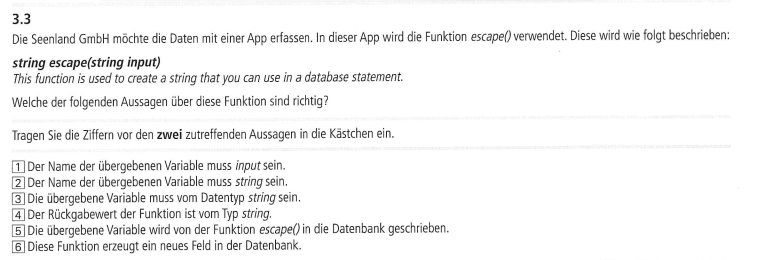 3.3
Die Seenland GmbH möchte die Daten mit einer App erfassen. In dieser App wird die Funktion escape() verwendet. Diese wird wie folgt beschrieben:
string escape(string input)
This function is used to create a string that you can use in a database statement.
Welche der folgenden Aussagen über diese Funktion sind richtig?
Tragen Sie die Ziffern vor den zwei zutreffenden Aussagen in die Kästchen ein.
1 Der Name der übergebenen Variable muss input sein.
2 Der Name der übergebenen Variable muss string sein.
3 Die übergebene Variable muss vom Datentyp string sein.
4 Der Rückgabewert der Funktion ist vom Typ string.
5 Die übergebene Variable wird von der Funktion escape() in die Datenbank geschrieben.
6 Diese Funktion erzeugt ein neues Feld in der Datenbank.